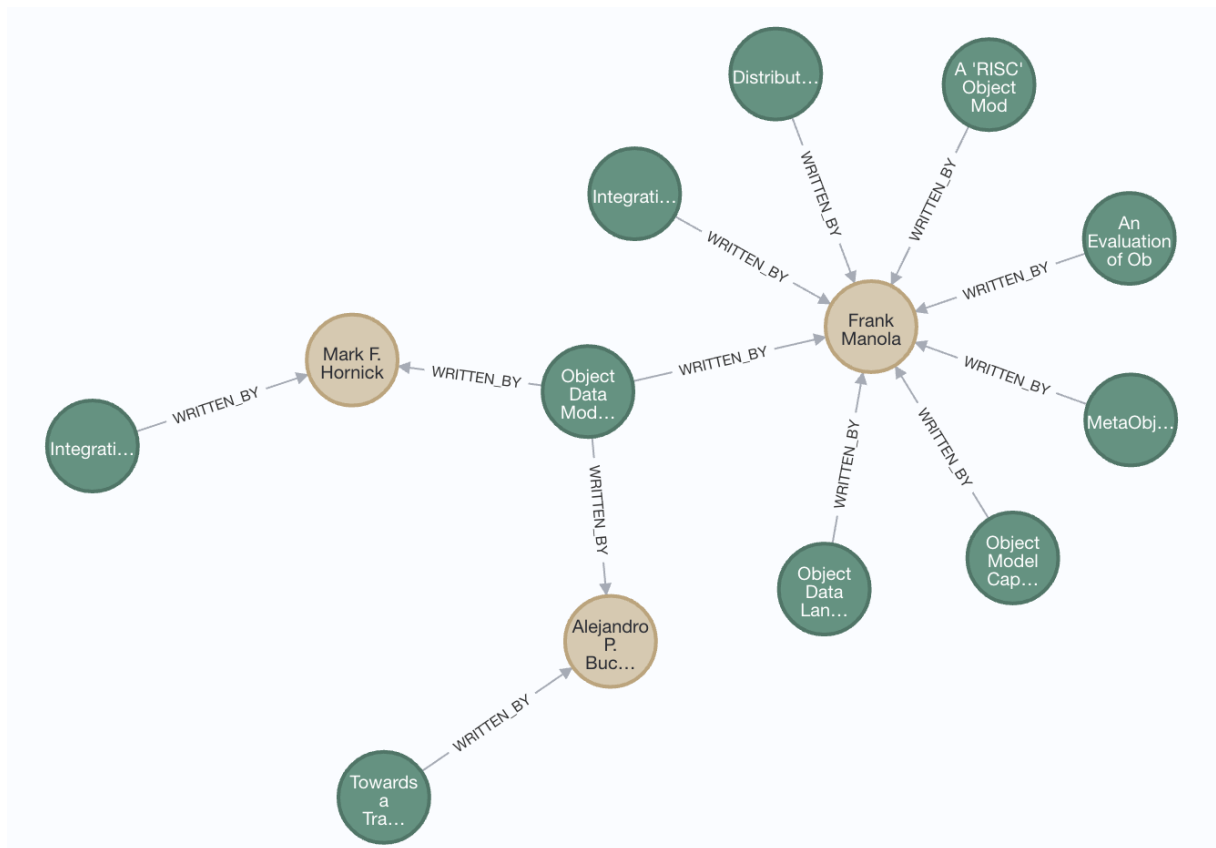 Distribut…
A 'RISC'
Object
Mod
WRITTEN_BY
WRITTEN_BY
Integrati…
WRITTEN_BY
An
Evaluation
of Ob
WRITTEN_BY
Frank
Manola
Mark F.
Hornick
WRITTEN_BY
WRITTEN_BY
Object
Data
Mod…
WRITTEN_BY
WRITTEN_BY
MetaObj…
Integrati…
WRITTEN_BY
WRITTEN_BY
WRITTEN_BY
WRITTEN_BY
Object
Data
Lan…
Object
Model
Cap…
Alejandro
P.
Buc…
WRITTEN_BY
Towards
a
Tra…